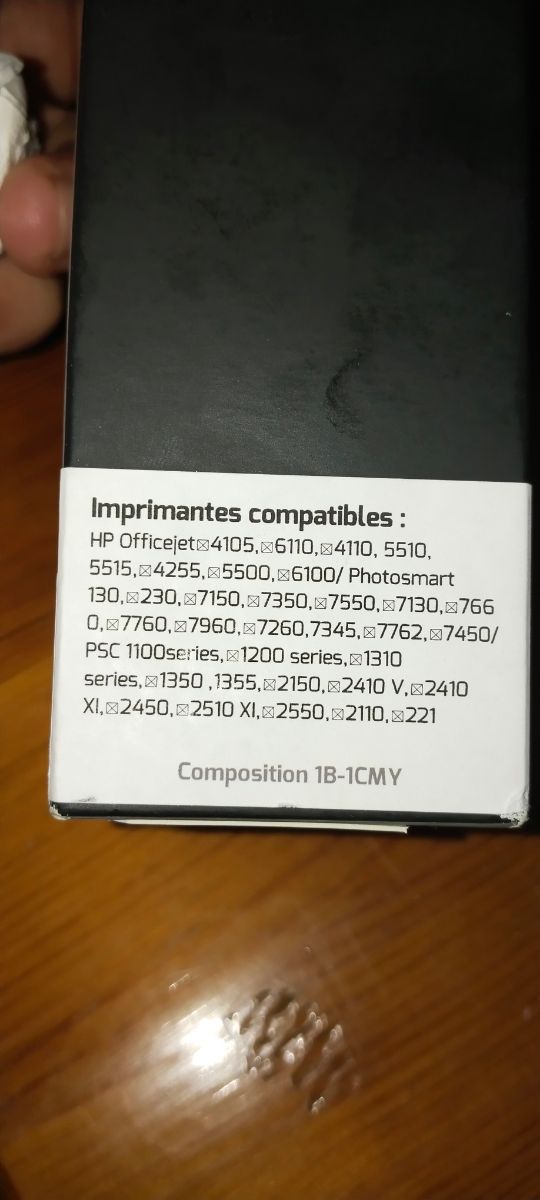 Imprimantes compatibles :
HP Officejet☒4105,☒6110,☒4110, 5510,
5515,☒4255,☒5500,☒6100/ Photosmart
130,☒230,☒7150,☒7350,☒7550,☒7130,☒766
0,☒7760,☒7960,☒7260,7345,☒7762,☒7450/
PSC 1100series,☒1200 series,☒1310
series,☒1350 ,1355,☒2150,☒2410 V,☒2410
XI,☒2450,☒2510 XI,☒2550,☒2110,☒221
Composition 1B-1CMY